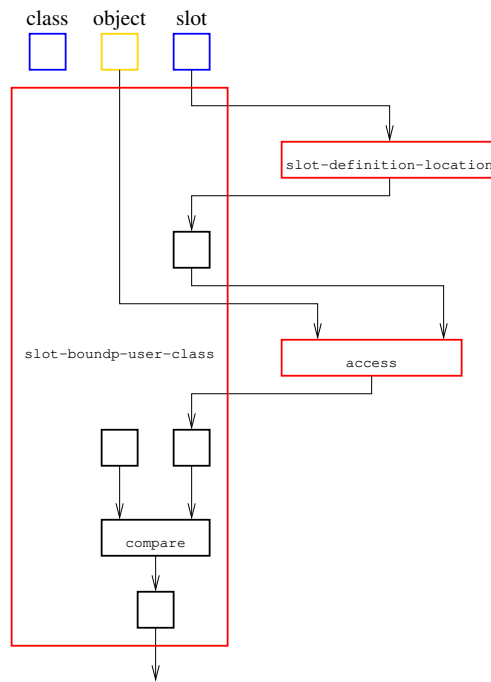 class object slot
slot-definition-location
slot-boundp-user-class
access
compare